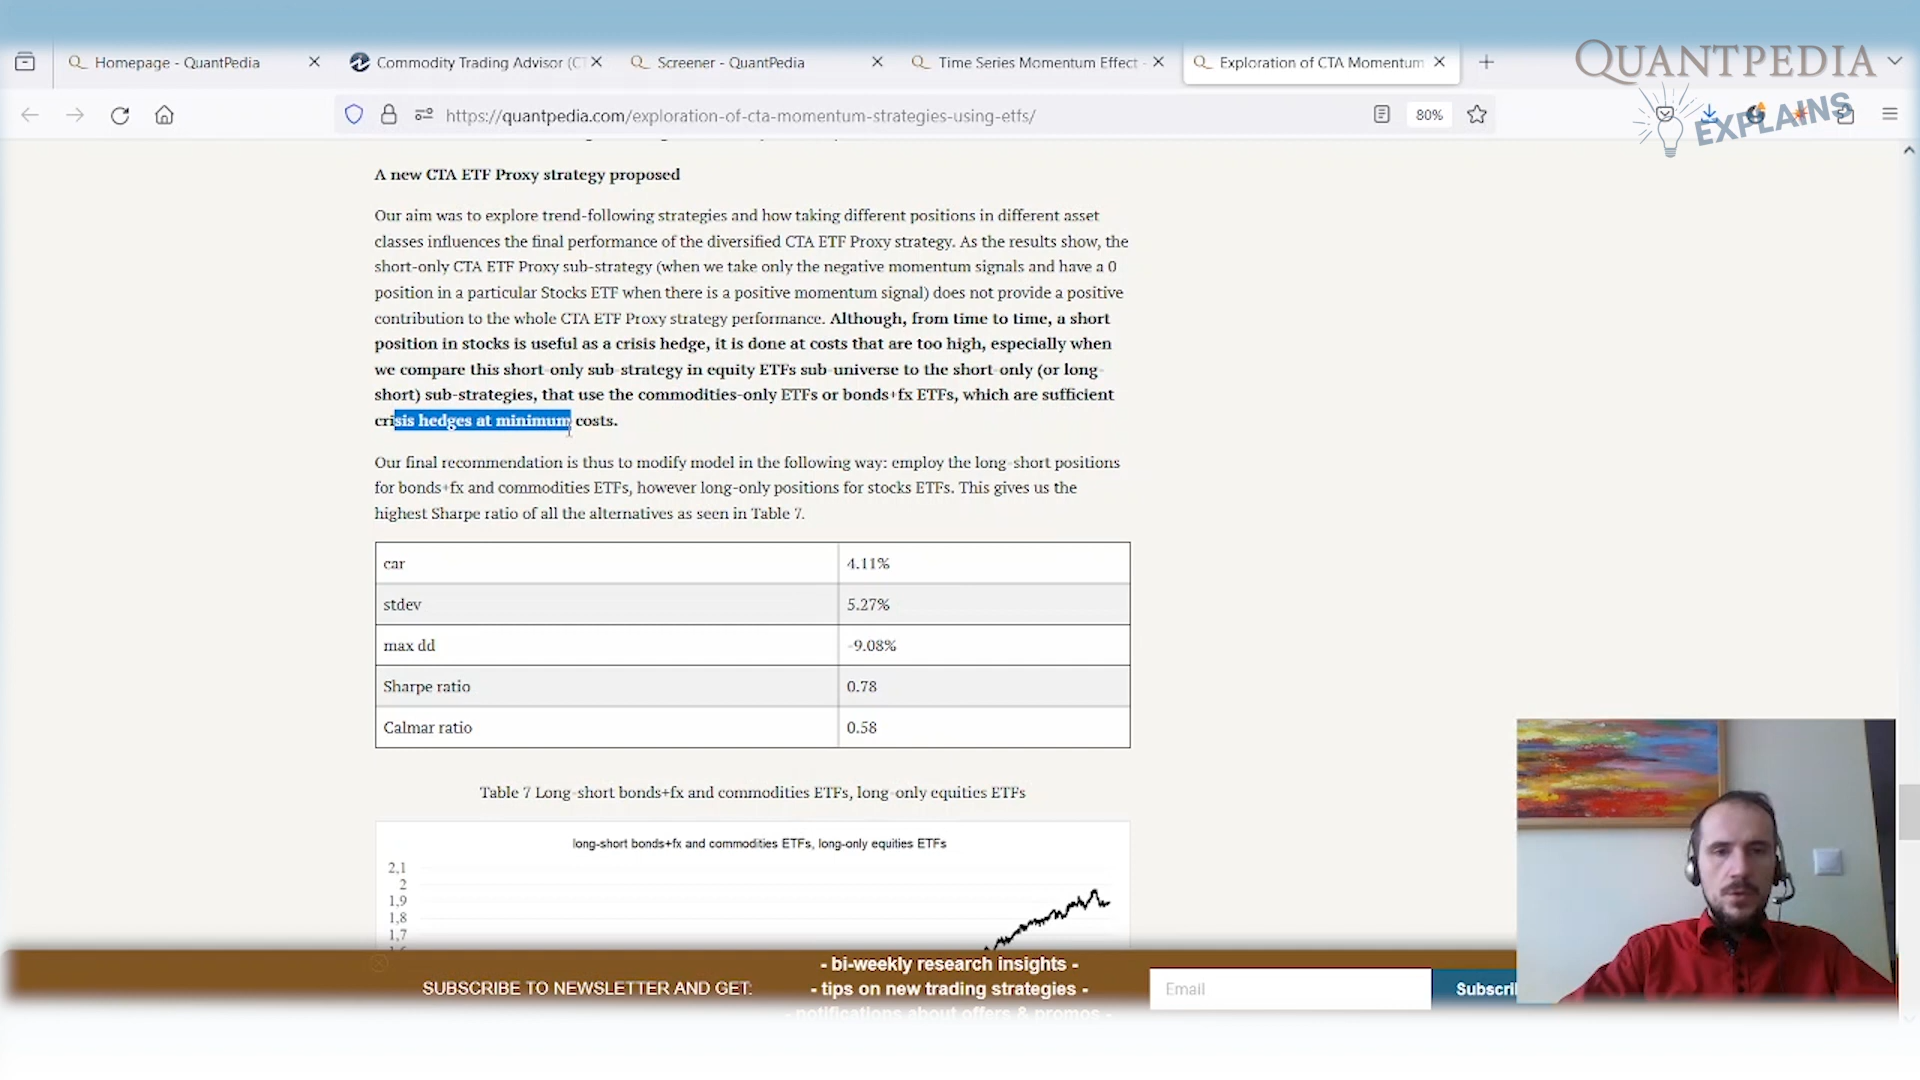 Homepage - QuantPedia
Commodity Trading Advisor (CT
Screener - QuantPedia
Time Series Momentum Effect -
Exploration of CTA Momentum
QUANTPEDIA
EXPLAINS
https://quantpedia.com/exploration-of-cta-momentum-strategies-using-etfs/
80%
A new CTA ETF Proxy strategy proposed
Our aim was to explore trend-following strategies and how taking different positions in different asset
classes influences the final performance of the diversified CTA ETF Proxy strategy. As the results show, the
short-only CTA ETF Proxy sub-strategy (when we take only the negative momentum signals and have a 0
position in a particular Stocks ETF when there is a positive momentum signal) does not provide a positive
contribution to the whole CTA ETF Proxy strategy performance. Although, from time to time, a short
position in stocks is useful as a crisis hedge, it is done at costs that are too high, especially when
we compare this short-only sub-strategy in equity ETFs sub-universe to the short-only (or long-
short) sub-strategies, that use the commodities-only ETFs or bonds+fx ETFs, which are sufficient
crisis hedges at minimum costs.
Our final recommendation is thus to modify model in the following way: employ the long-short positions
for bonds+fx and commodities ETFs, however long-only positions for stocks ETFs. This gives us the
highest Sharpe ratio of all the alternatives as seen in Table 7.
car 4.11%
stdev 5.27%
max dd -9.08%
Sharpe ratio 0.78
Calmar ratio 0.58
Table 7 Long-short bonds+fx and commodities ETFs, long-only equities ETFs
long-short bonds+fx and commodities ETFs, long-only equities ETFs
2,1
2
1,9
1,8
1,7
SUBSCRIBE TO NEWSLETTER AND GET:
- bi-weekly research insights -
- tips on new trading strategies -
- notifications about offers & promos -
Email
Subscri